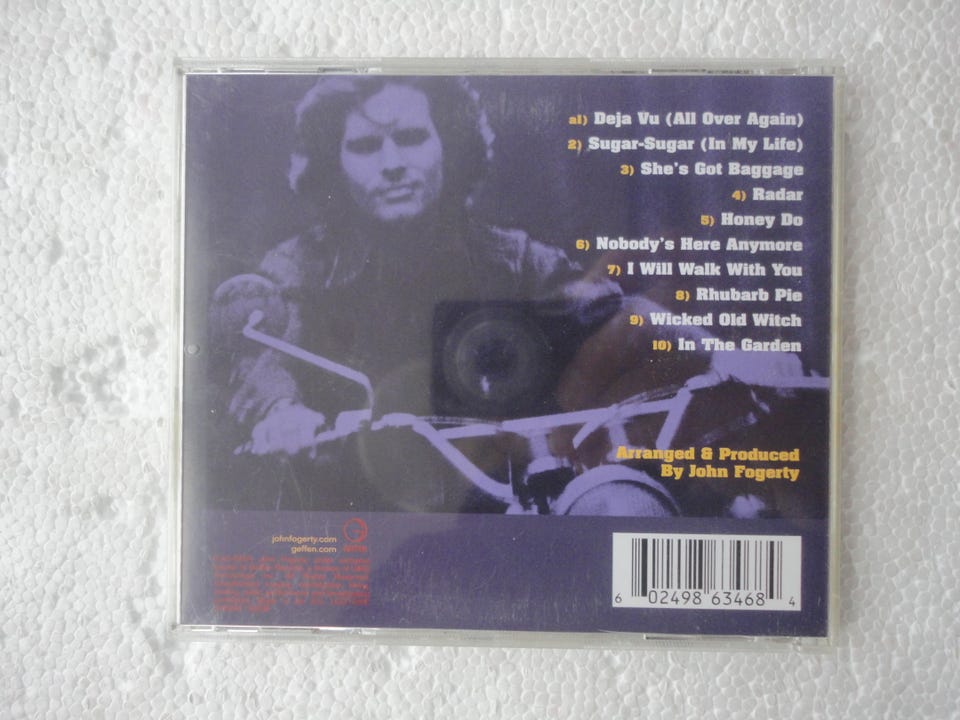 a1) Deja Vu (All Over Again)
2) Sugar-Sugar (In My Life)
3) She's Got Baggage
4) Radar
5) Honey Do
6) Nobody's Here Anymore
7) I Will Walk With You
8) Rhubarb Pie
9) Wicked Old Witch
10) In The Garden
Arranged & Produced
By John Fogerty
johnfogerty.com
geffen.com
6 02498 63468 4